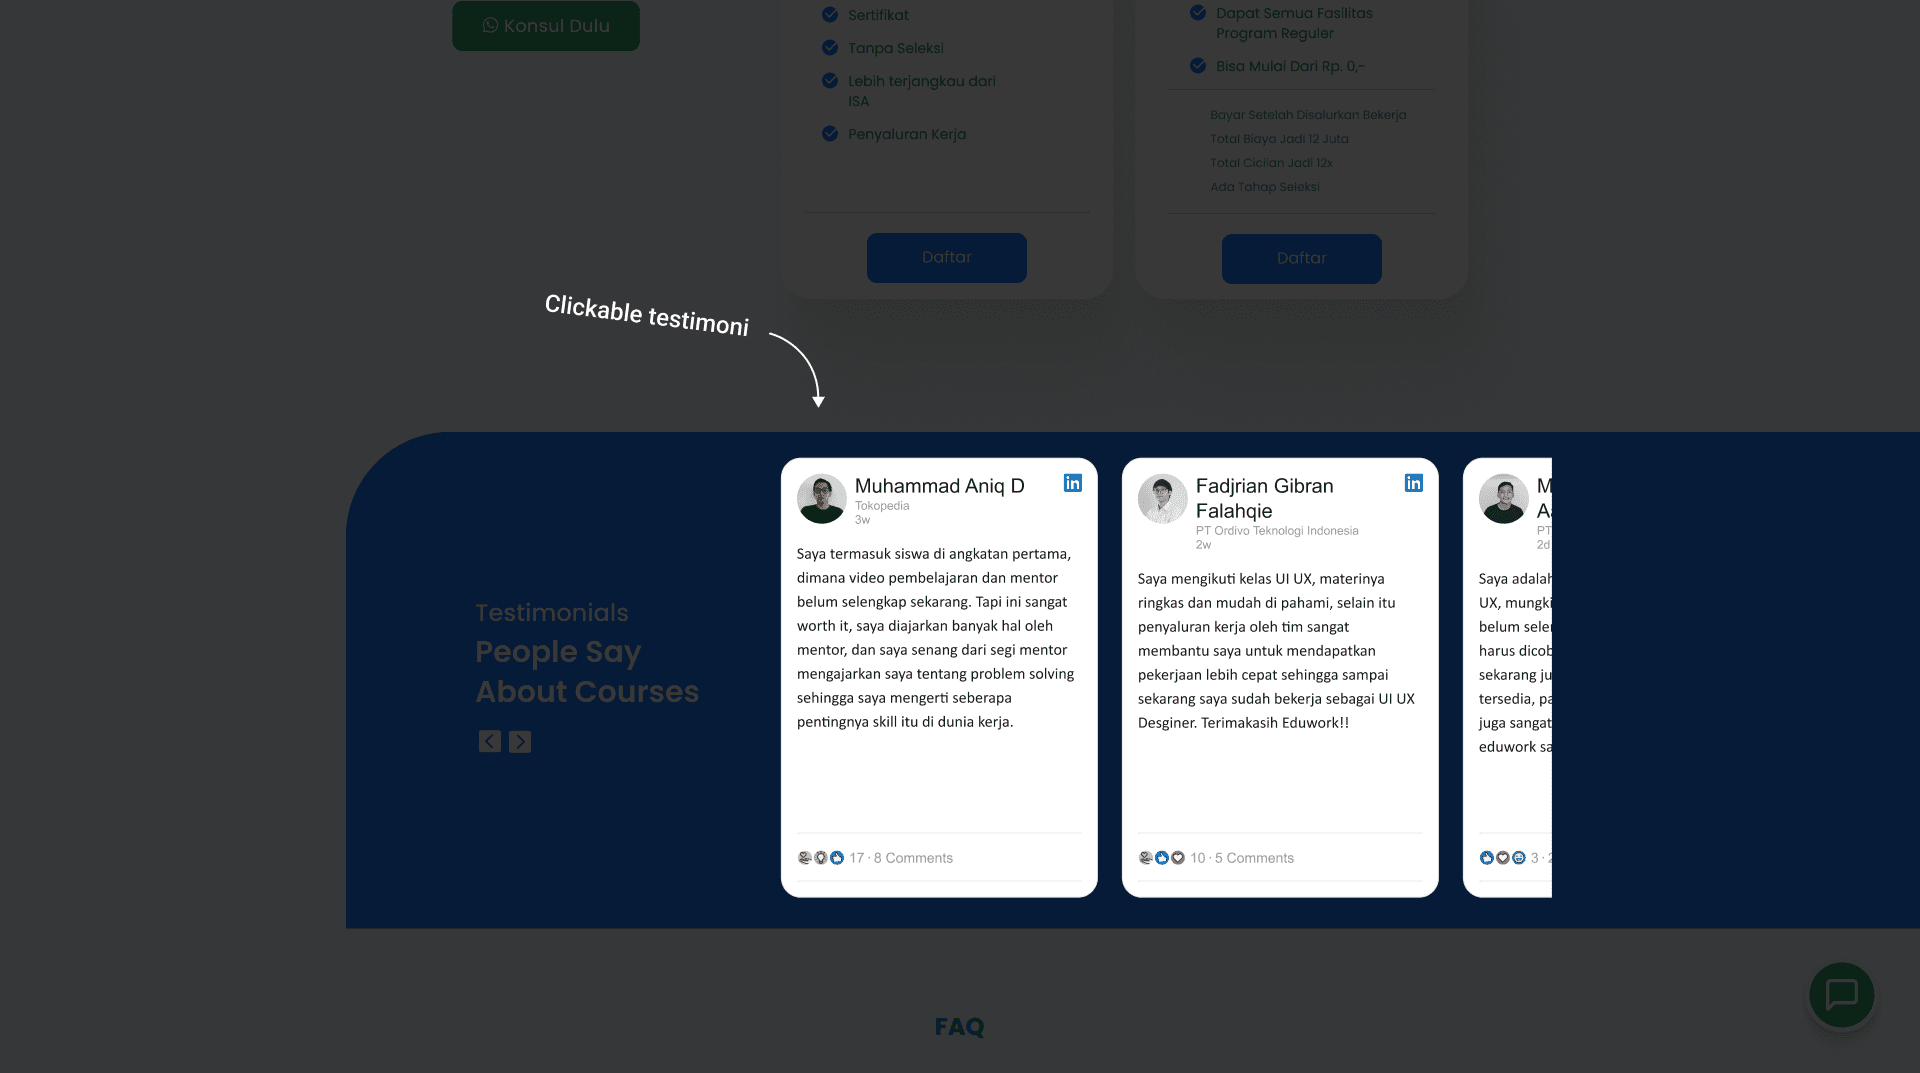 Konsul Dulu
Sertifikat
Tanpa Seleksi
Lebih terjangkau dari
ISA
Penyaluran Kerja
Daftar
Dapat Semua Fasilitas
Program Reguler
Bisa Mulai Dari Rp. 0,-
Bayar Setelah Disalurkan Bekerja
Total Biaya Jadi 12 Juta
Total Cicilan Jadi 12x
Ada Tahap Seleksi
Daftar
Clickable testimoni
Testimonials
People Say
About Courses
Muhammad Aniq D
Tokopedia
3w
Saya termasuk siswa di angkatan pertama,
dimana video pembelajaran dan mentor
belum selengkap sekarang. Tapi ini sangat
worth it, saya diajarkan banyak hal oleh
mentor, dan saya senang dari segi mentor
mengajarkan saya tentang problem solving
sehingga saya mengerti seberapa
pentingnya skill itu di dunia kerja.
17 · 8 Comments
Fadjrian Gibran
Falahqie
PT Ordivo Teknologi Indonesia
2w
Saya mengikuti kelas UI UX, materinya
ringkas dan mudah di pahami, selain itu
penyaluran kerja oleh tim sangat
membantu saya untuk mendapatkan
pekerjaan lebih cepat sehingga sampai
sekarang saya sudah bekerja sebagai UI UX
Desginer. Terimakasih Eduwork!!
10 · 5 Comments
PT
2d
Saya adalah
UX,
belum
harus
sekarang
tersedia,
juga sangat
eduwork
3 ·
FAQ